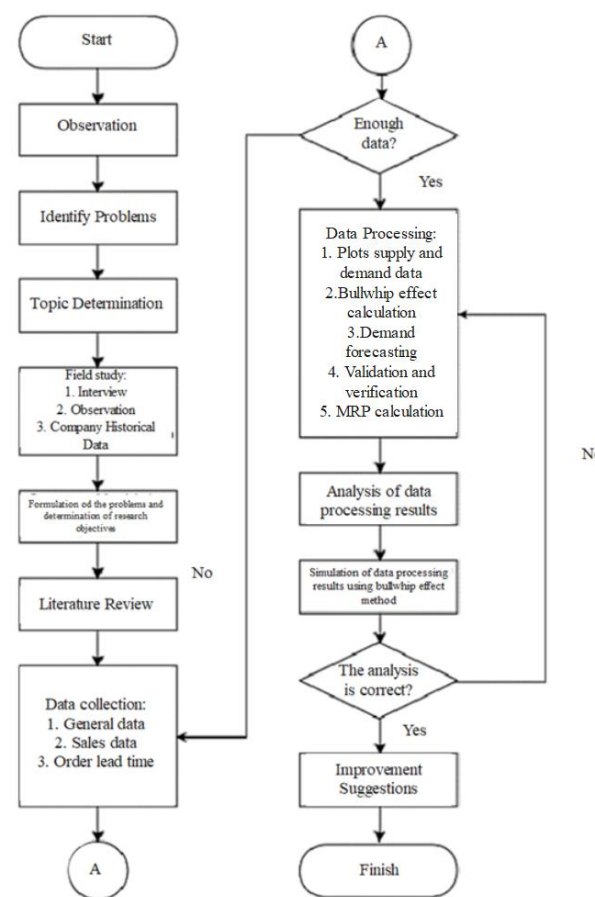 Start
Observation
Identify Problems
Topic Determination
Field study:
1. Interview
2. Observation
3. Company Historical
Data
Formulation od the problems and
determination of research
objectives
Literature Review
No
Data collection:
1. General data
2. Sales data
3. Order lead time
A
A
Enough
data?
Yes
Data Processing:
1. Plots supply and
demand data
2.Bullwhip effect
calculation
3.Demand
forecasting
4. Validation and
verification
5. MRP calculation
Analysis of data
processing results
Simulation of data processing
results using bullwhip effect
method
The analysis
is correct?
Yes
Improvement
Suggestions
Finish